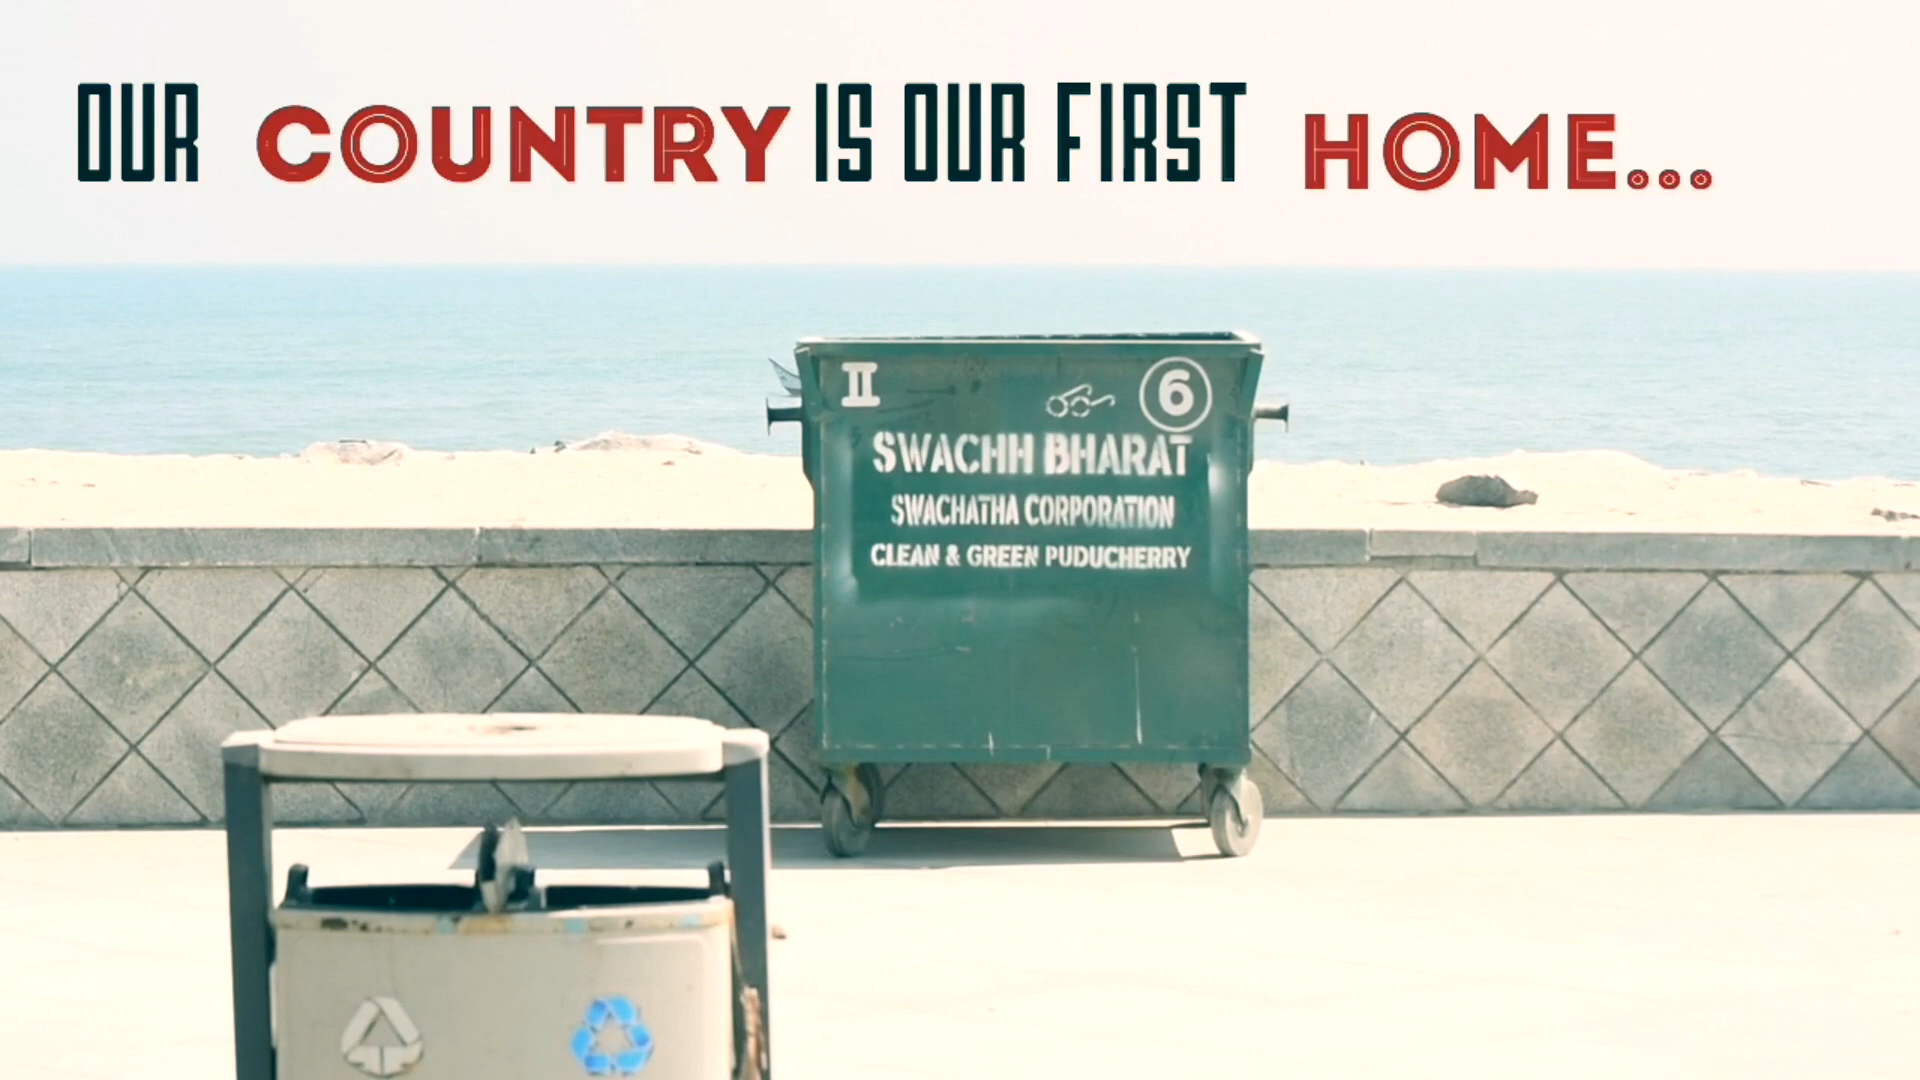 OUR COUNTRY IS OUR FIRST HOME...
II
6
SWACHH BHARAT
SWACHATHA CORPORATION
CLEAN & GREEN PUDUCHERRY